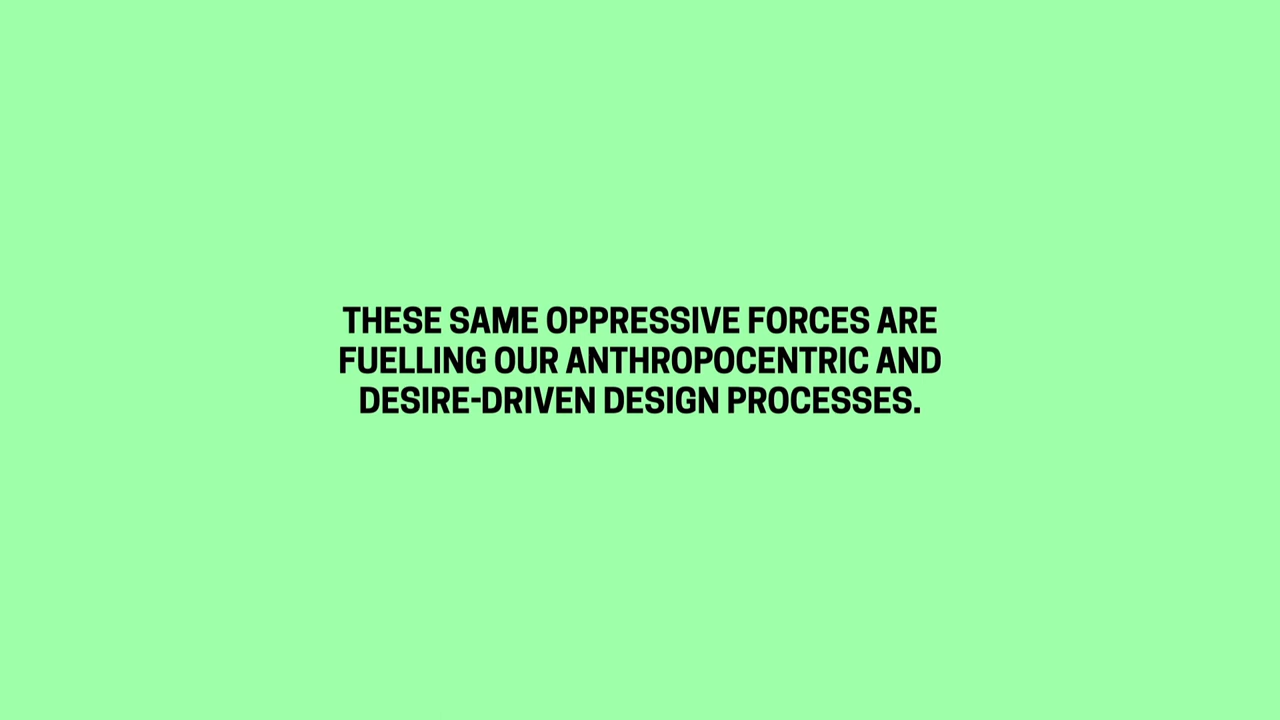 THESE SAME OPPRESSIVE FORCES ARE
FUELLING OUR ANTHROPOCENTRIC AND
DESIRE-DRIVEN DESIGN PROCESSES.